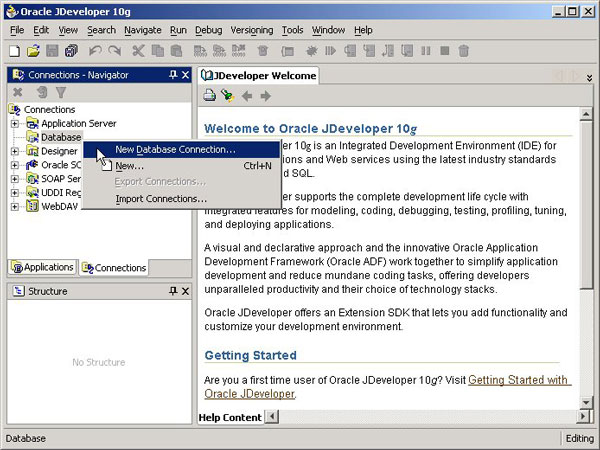 Oracle JDeveloper 10g
File Edit View Search Navigate Run Debug Versioning Tools Window Help
Connections - Navigator
Connections
Application Server
Database
Designer
Oracle SO
SOAP Serv
UDDI Reg
WebDAV
New Database Connection...
New... Ctrl+N
Export Connections...
Import Connections...
Applications Connections
Structure
No Structure
JDeveloper Welcome
Welcome to Oracle JDeveloper 10g
per 10g is an Integrated Development Environment (IDE) for
ions and Web services using the latest industry standards
d SQL.
er supports the complete development life cycle with
integrated features for modeling, coding, debugging, testing, profiling, tuning,
and deploying applications.
A visual and declarative approach and the innovative Oracle Application
Development Framework (Oracle ADF) work together to simplify application
development and reduce mundane coding tasks, offering developers
unparalleled productivity and their choice of technology stacks.
Oracle JDeveloper offers an Extension SDK that lets you add functionality and
customize your development environment.
Getting Started
Are you a first time user of Oracle JDeveloper 10g? Visit Getting Started with
Oracle JDeveloper.
Help Content
Database Editing